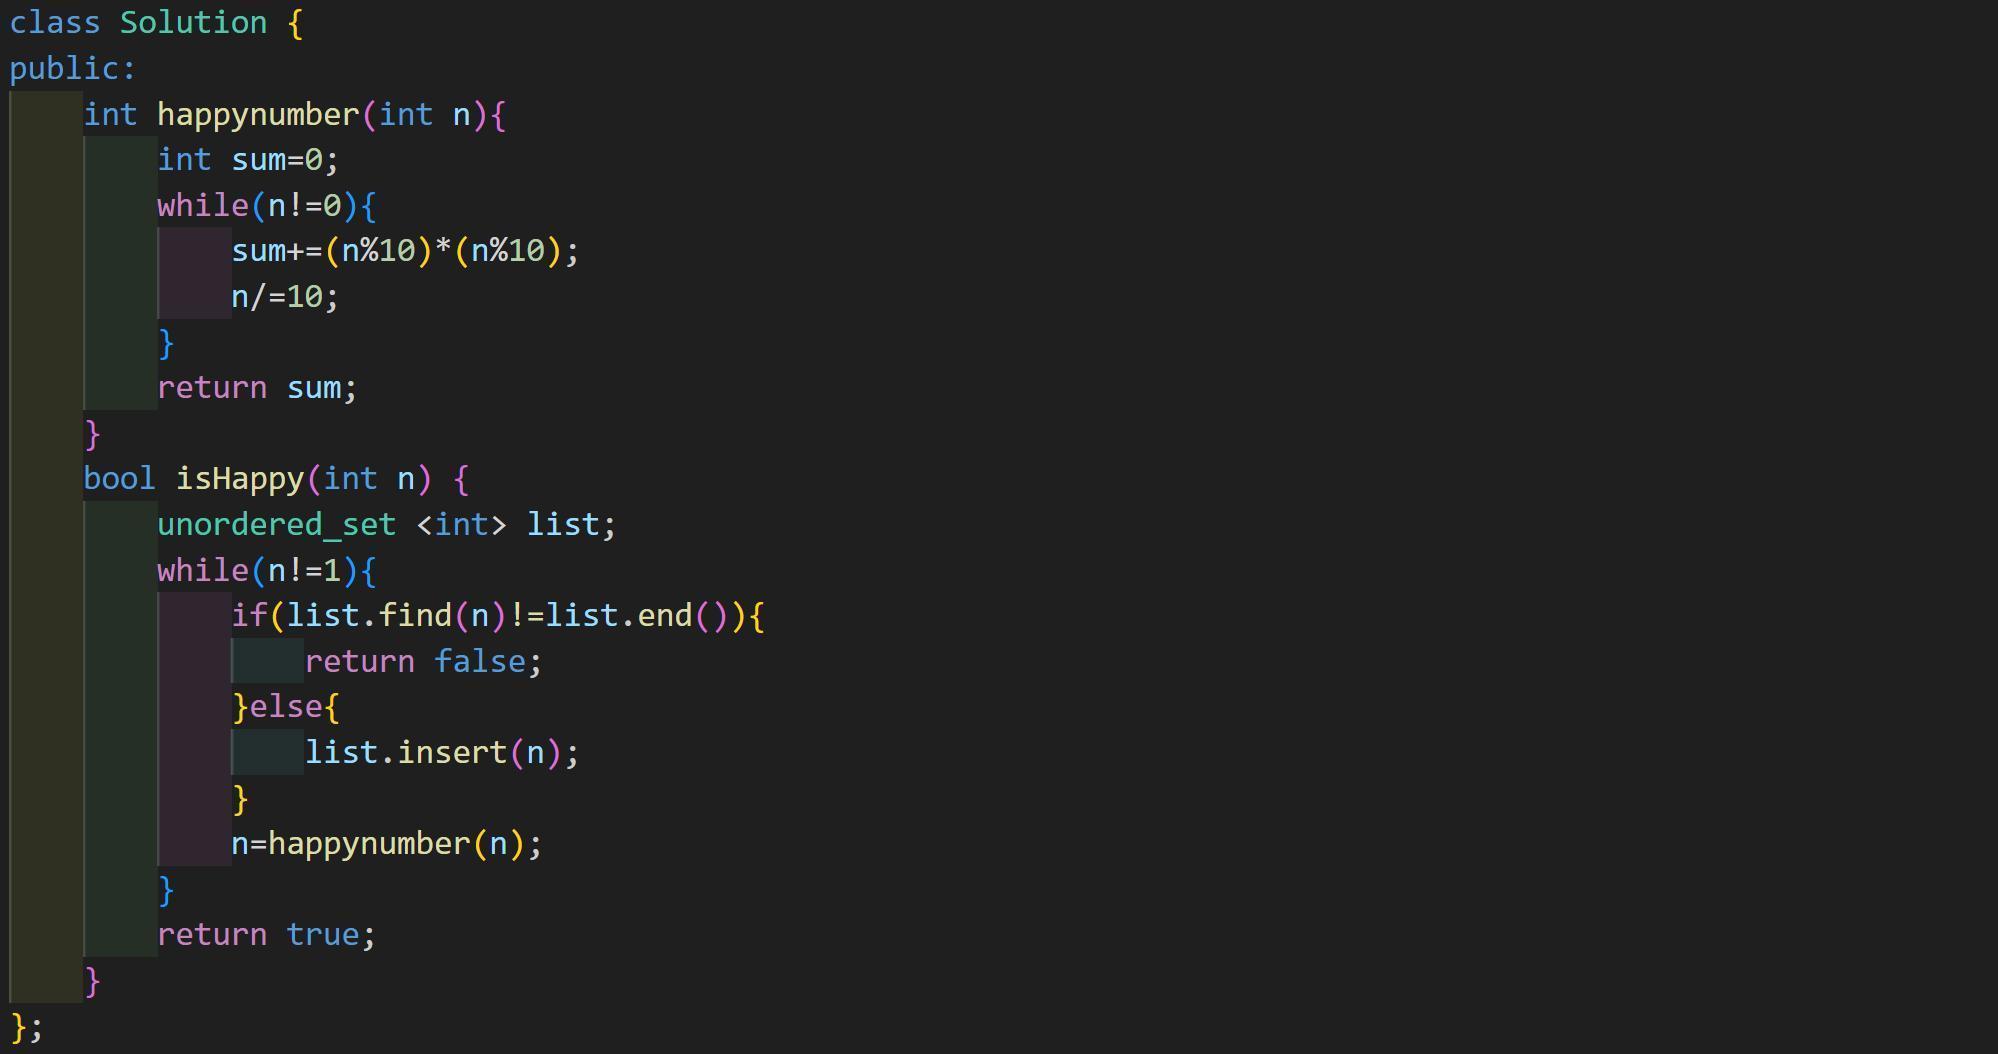 class Solution {
public:
    int happynumber(int n){
        int sum=0;
        while(n!=0){
            sum+=(n%10)*(n%10);
            n/=10;
        }
        return sum;
    }
    bool isHappy(int n) {
        unordered_set <int> list;
        while(n!=1){
            if(list.find(n)!=list.end()){
                return false;
            }else{
                list.insert(n);
            }
            n=happynumber(n);
        }
        return true;
    }
};